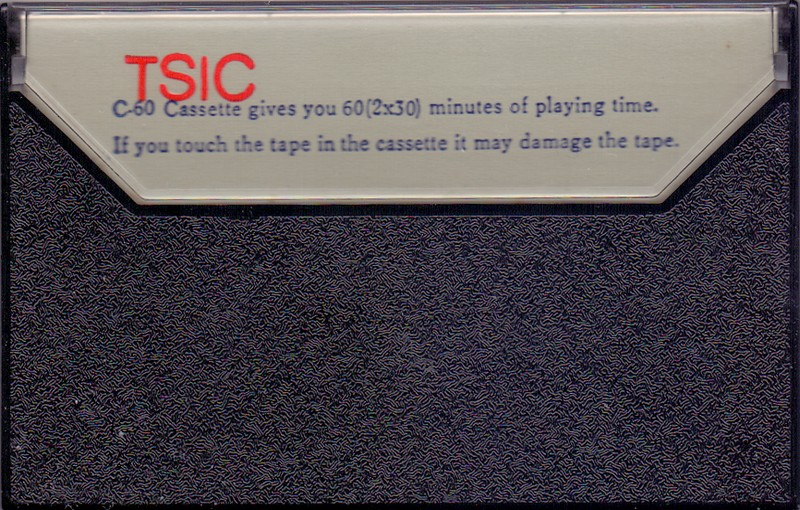 TSIC
C-60 Cassette gives you 60(2x30) minutes of playing time.
If you touch the tape in the cassette it may damage the tape.